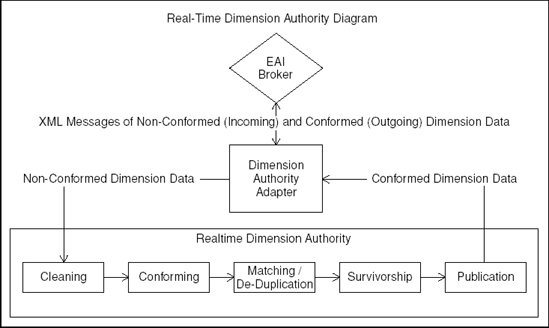 Real-Time Dimension Authority Diagram
EAI
Broker
XML Messages of Non-Conformed (Incoming) and Conformed (Outgoing) Dimension Data
Non-Conformed Dimension Data
Dimension
Authority
Adapter
Conformed Dimension Data
Realtime Dimension Authority
Cleaning
Conforming
Matching /
De-Duplication
Survivorship
Publication